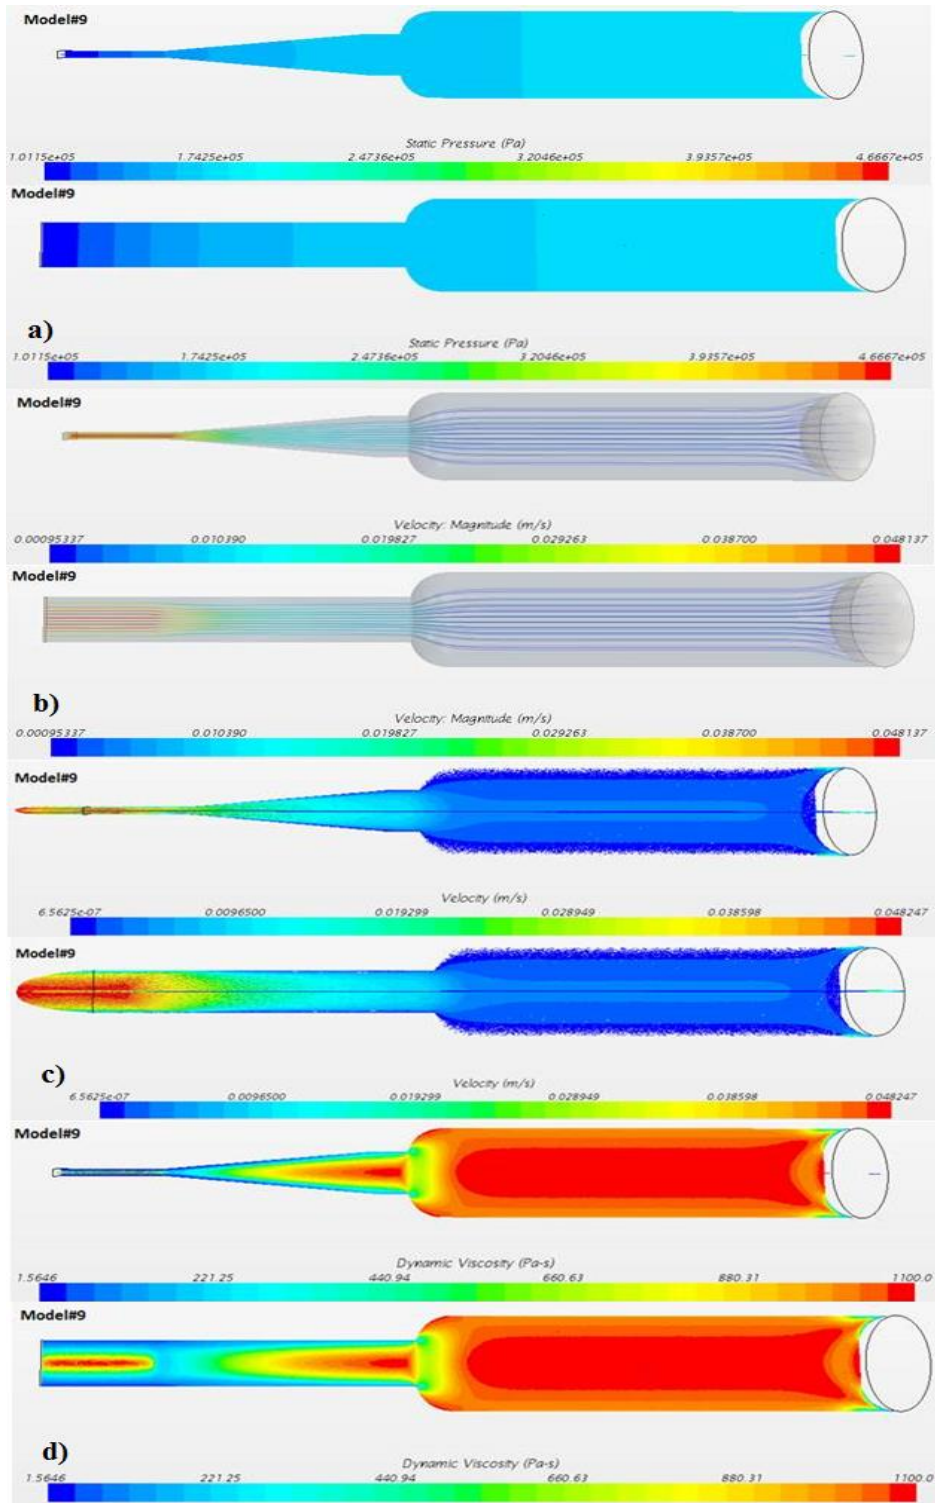 Model#9
Static Pressure (Pa)
1.0115e+05 1.7425e+05 2.4736e+05 3.2046e+05 3.9357e+05 4.6667e+05
Model#9
a)
Static Pressure (Pa)
1.0115e+05 1.7425e+05 2.4736e+05 3.2046e+05 3.9357e+05 4.6667e+05
Model#9
Velocity: Magnitude (m/s)
0.00095337 0.010390 0.019827 0.029263 0.038700 0.048137
Model#9
b)
Velocity: Magnitude (m/s)
0.00095337 0.010390 0.019827 0.029263 0.038700 0.048137
Model#9
Velocity (m/s)
6.5625e-07 0.0096500 0.019299 0.028949 0.038598 0.048247
Model#9
c)
Velocity (m/s)
6.5625e-07 0.0096500 0.019299 0.028949 0.038598 0.048247
Model#9
Dynamic Viscosity (Pa-s)
1.5646 221.25 440.94 660.63 880.31 1100.0
Model#9
d)
Dynamic Viscosity (Pa-s)
1.5646 221.25 440.94 660.63 880.31 1100.0